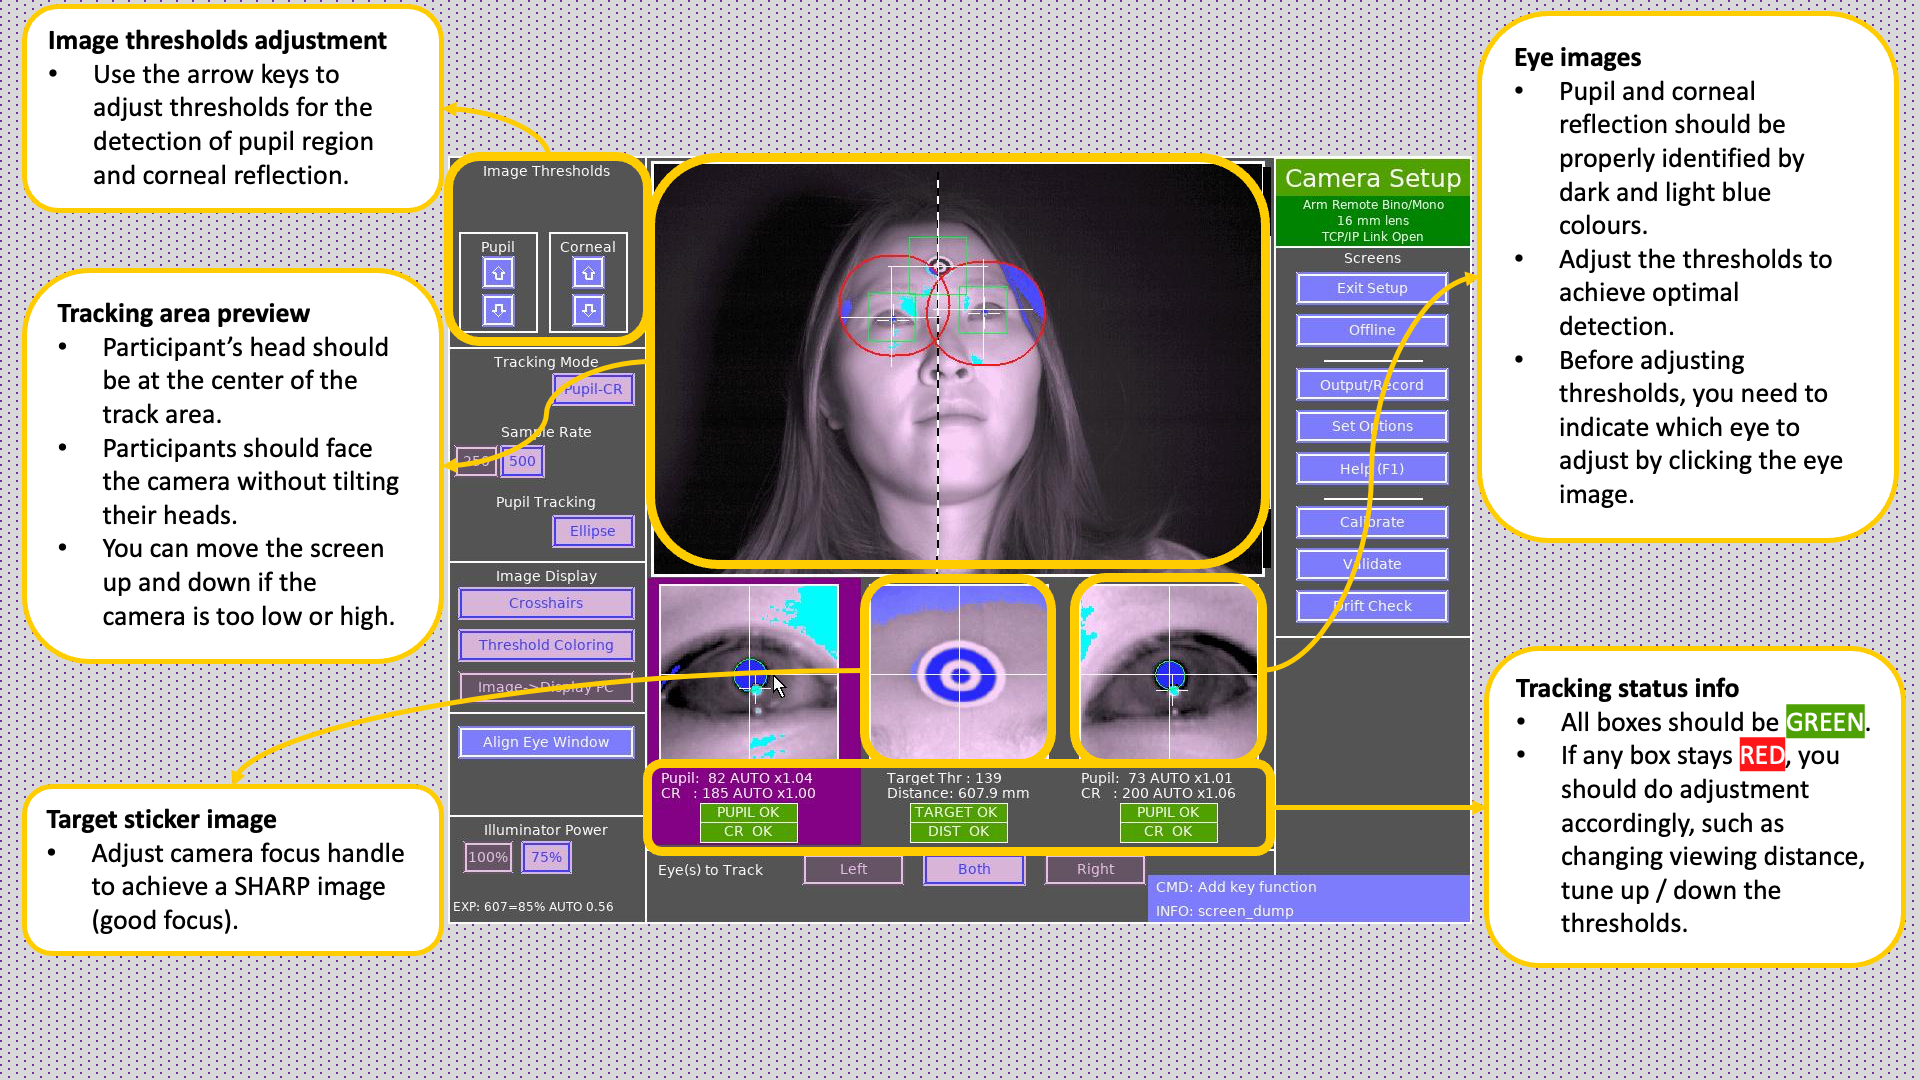 Image thresholds adjustment
• Use the arrow keys to
adjust thresholds for the
detection of pupil region
and corneal reflection.
Tracking area preview
• Participant’s head should
be at the center of the
track area.
• Participants should face
the camera without tilting
their heads.
• You can move the screen
up and down if the
camera is too low or high.
Target sticker image
• Adjust camera focus handle
to achieve a SHARP image
(good focus).
Image Thresholds
Pupil
Corneal
Tracking Mode
Pupil-CR
Sample Rate
250
500
Pupil Tracking
Ellipse
Image Display
Crosshairs
Threshold Coloring
Image->Display PC
Align Eye Window
Illuminator Power
100%
75%
EXP: 607=85% AUTO 0.56
Pupil: 82 AUTO x1.04
CR : 185 AUTO x1.00
PUPIL OK
CR OK
Target Thr : 139
Distance: 607.9 mm
TARGET OK
DIST OK
Pupil: 73 AUTO x1.01
CR : 200 AUTO x1.06
PUPIL OK
CR OK
Eye(s) to Track
Left
Both
Right
Camera Setup
Arm Remote Bino/Mono
16 mm lens
TCP/IP Link Open
Screens
Exit Setup
Offline
Output/Record
Set Options
Help (F1)
Calibrate
Validate
Drift Check
CMD: Add key function
INFO: screen_dump
Eye images
• Pupil and corneal
reflection should be
properly identified by
dark and light blue
colours.
• Adjust the thresholds to
achieve optimal
detection.
• Before adjusting
thresholds, you need to
indicate which eye to
adjust by clicking the eye
image.
Tracking status info
• All boxes should be GREEN.
• If any box stays RED, you
should do adjustment
accordingly, such as
changing viewing distance,
tune up / down the
thresholds.